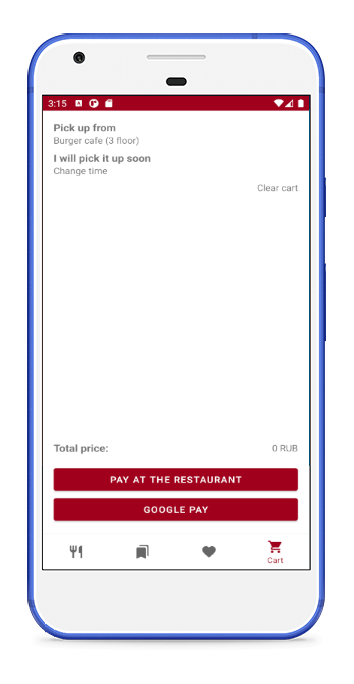 3:15
Pick up from
Burger cafe (3 floor)
I will pick it up soon
Change time
Clear cart
Total price: 0 RUB
PAY AT THE RESTAURANT
GOOGLE PAY
Cart